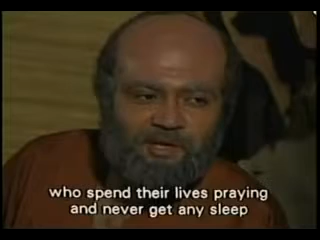 who spend their lives praying
and never get any sleep